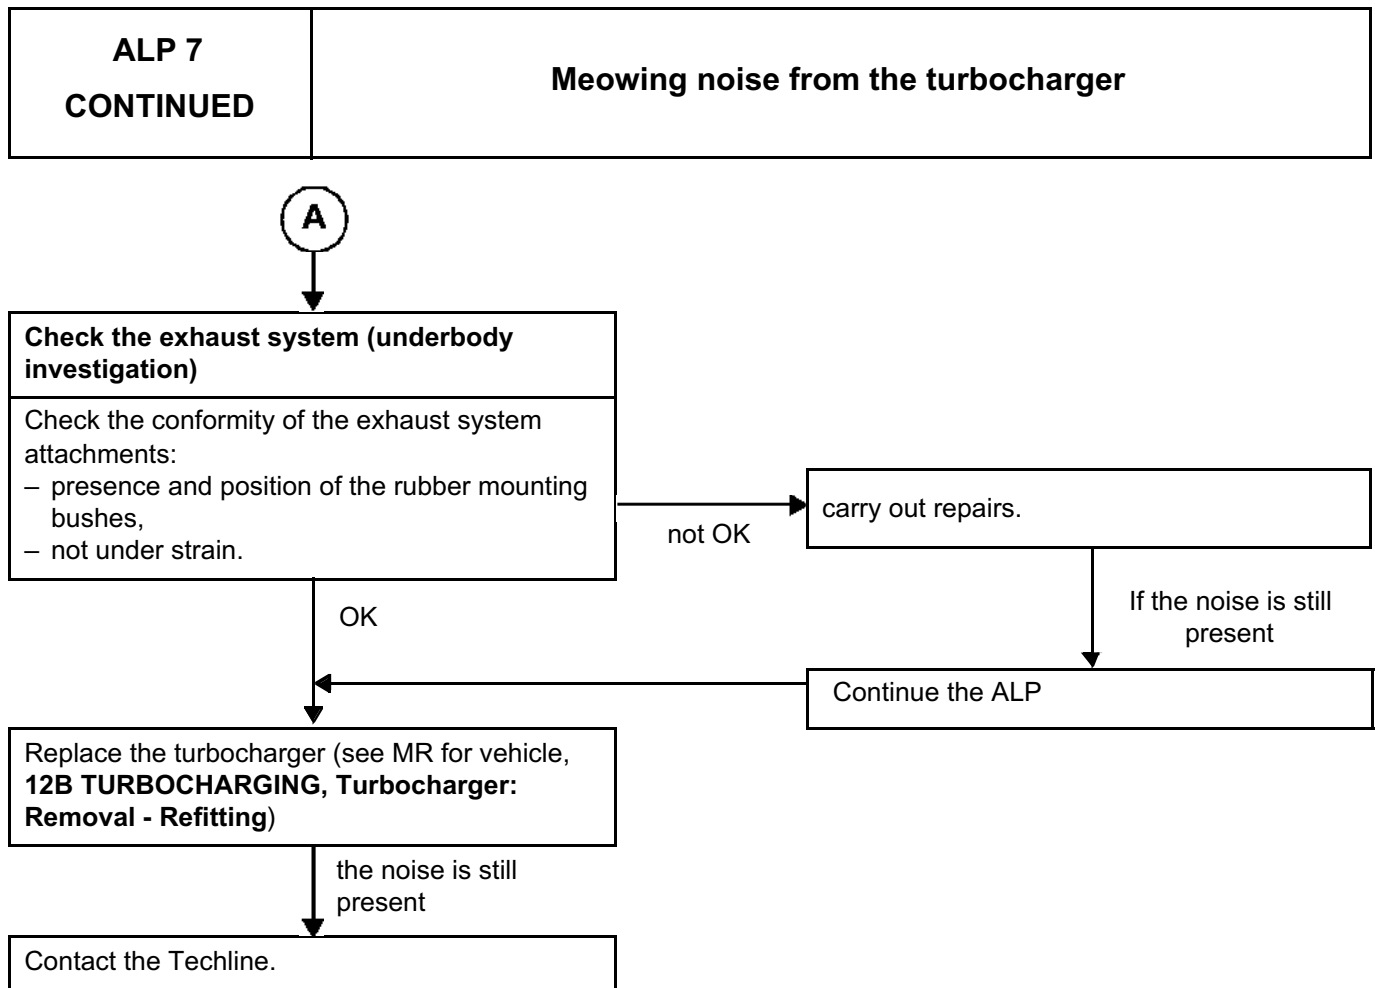 ALP 7
CONTINUED
Meowing noise from the turbocharger
A
Check the exhaust system (underbody
investigation)
Check the conformity of the exhaust system
attachments:
– presence and position of the rubber mounting
bushes,
– not under strain.
not OK
carry out repairs.
OK
If the noise is still
present
Continue the ALP
Replace the turbocharger (see MR for vehicle,
12B TURBOCHARGING, Turbocharger:
Removal - Refitting)
the noise is still
present
Contact the Techline.